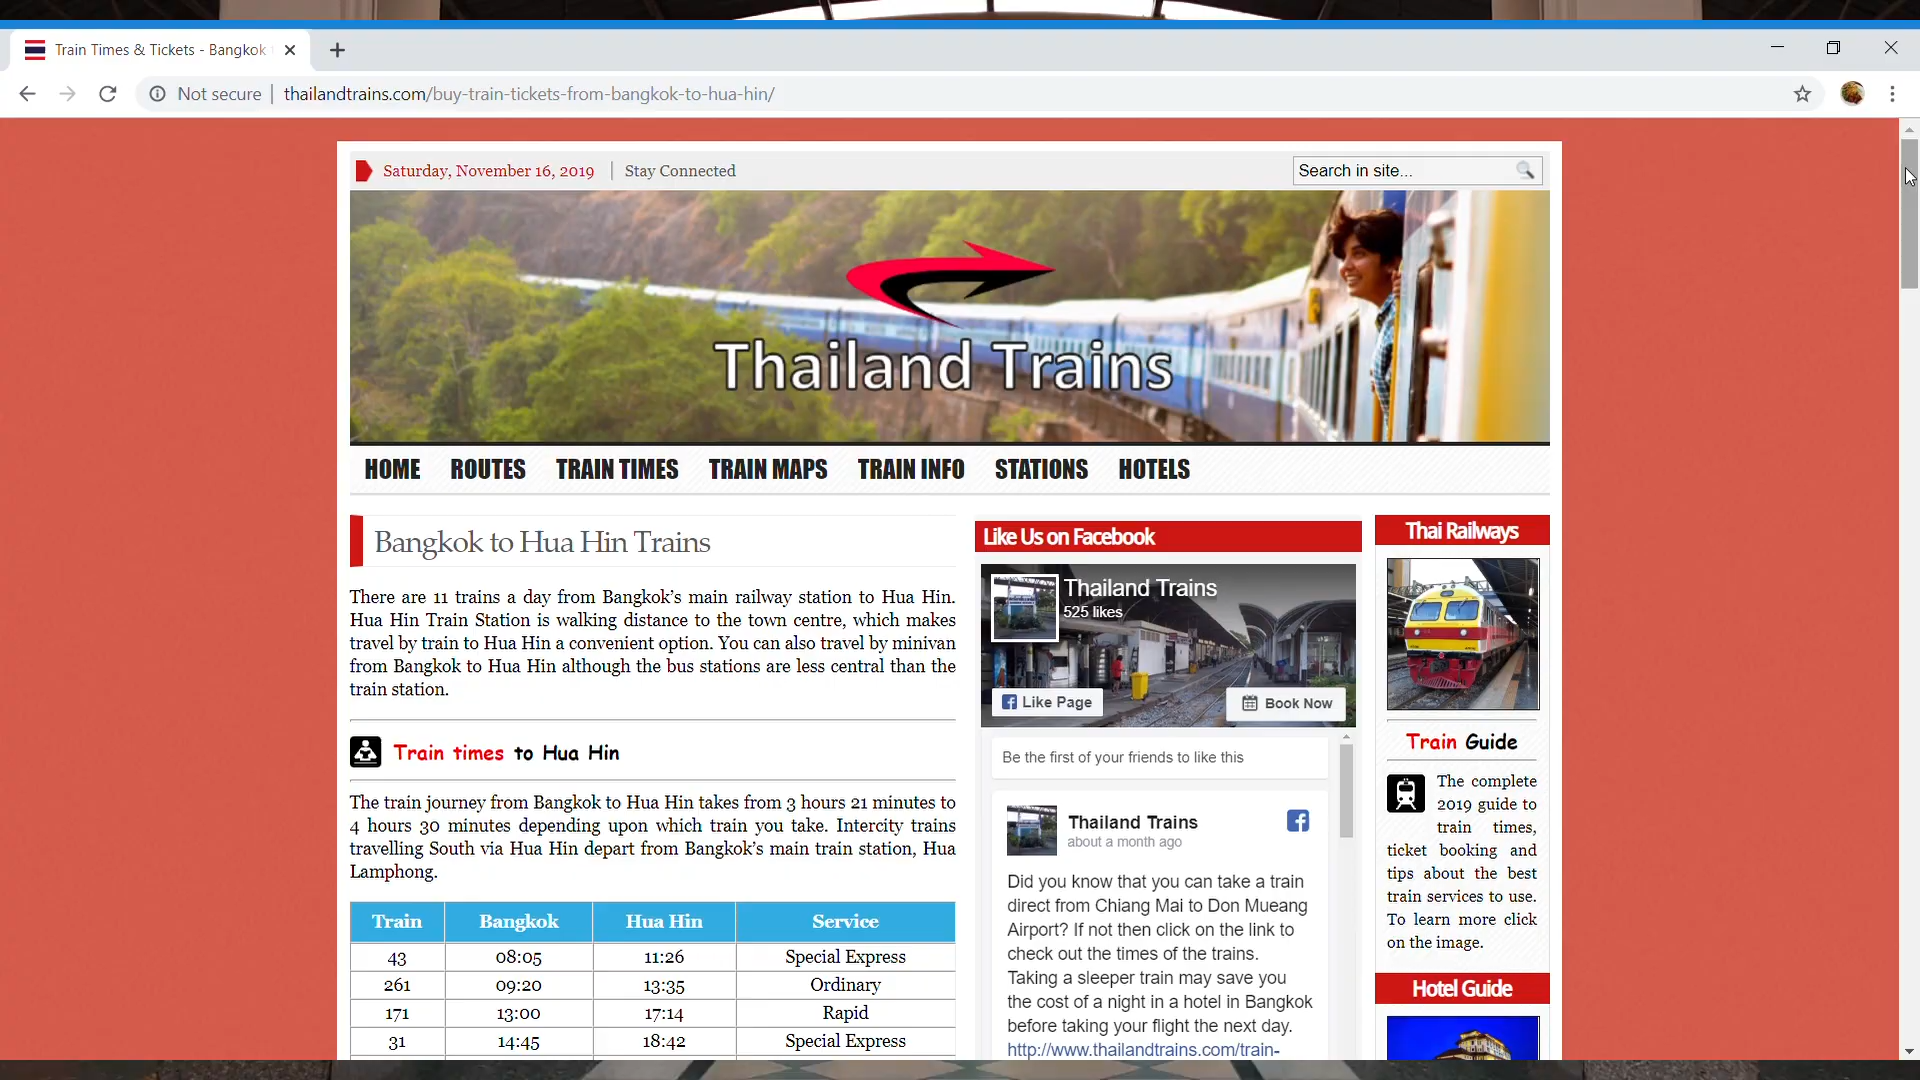 Train Times & Tickets - Bangkok
Not secure | thailandtrains.com/buy-train-tickets-from-bangkok-to-hua-hin/
Saturday, November 16, 2019 | Stay Connected
Search in site...
Thailand Trains
HOME ROUTES TRAIN TIMES TRAIN MAPS TRAIN INFO STATIONS HOTELS
Bangkok to Hua Hin Trains
There are 11 trains a day from Bangkok's main railway station to Hua Hin.
Hua Hin Train Station is walking distance to the town centre, which makes
travel by train to Hua Hin a convenient option. You can also travel by minivan
from Bangkok to Hua Hin although the bus stations are less central than the
train station.
Train times to Hua Hin
The train journey from Bangkok to Hua Hin takes from 3 hours 21 minutes to
4 hours 30 minutes depending upon which train you take. Intercity trains
travelling South via Hua Hin depart from Bangkok's main train station, Hua
Lamphong.
Train Bangkok Hua Hin Service
43 08:05 11:26 Special Express
261 09:20 13:35 Ordinary
171 13:00 17:14 Rapid
31 14:45 18:42 Special Express
Like Us on Facebook
Thailand Trains
525 likes
Like Page
Book Now
Be the first of your friends to like this
Thailand Trains
about a month ago
Did you know that you can take a train
direct from Chiang Mai to Don Mueang
Airport? If not then click on the link to
check out the times of the trains.
Taking a sleeper train may save you
the cost of a night in a hotel in Bangkok
before taking your flight the next day.
http://www.thailandtrains.com/train-
Thai Railways
Train Guide
The complete
2019 guide to
train times,
ticket booking and
tips about the best
train services to use.
To learn more click
on the image.
Hotel Guide